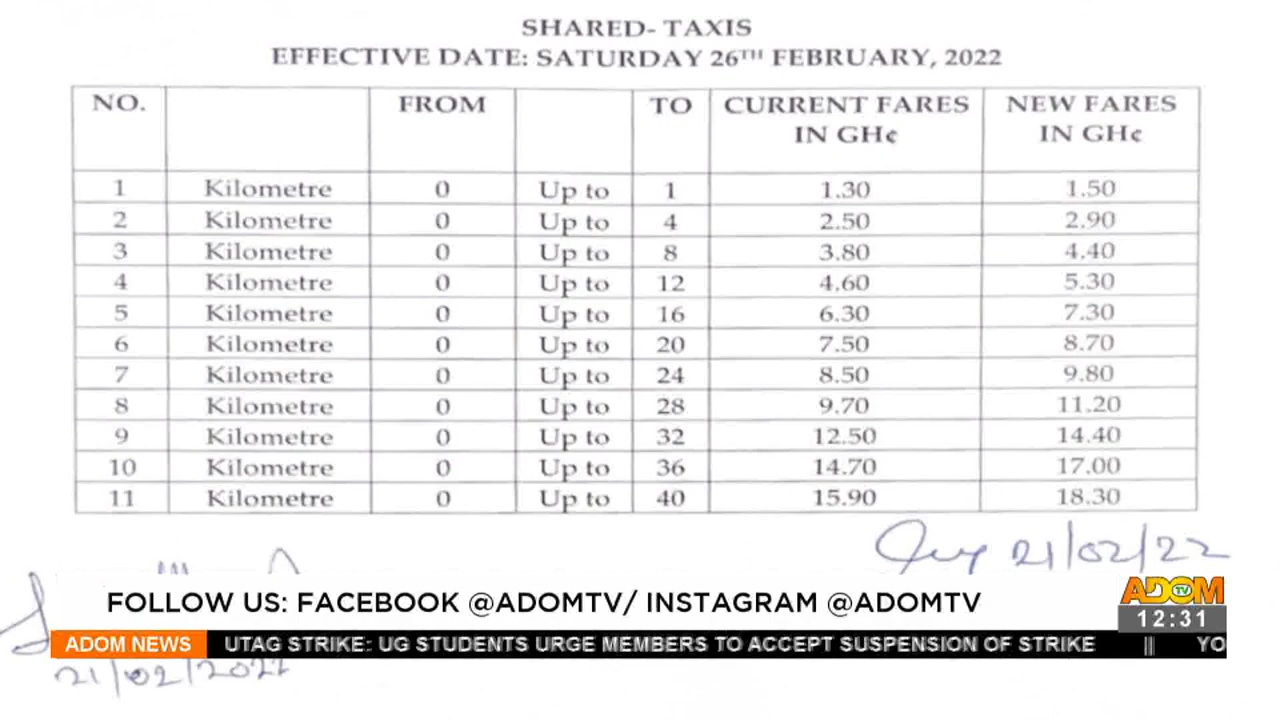 SHARED- TAXIS
EFFECTIVE DATE: SATURDAY 26TH FEBRUARY, 2022
NO. FROM TO CURRENT FARES IN GH¢ NEW FARES IN GH¢
1 Kilometre 0 Up to 1 1.30 1.50
2 Kilometre 0 Up to 4 2.50 2.90
3 Kilometre 0 Up to 8 3.80 4.40
4 Kilometre 0 Up to 12 4.60 5.30
5 Kilometre 0 Up to 16 6.30 7.30
6 Kilometre 0 Up to 20 7.50 8.70
7 Kilometre 0 Up to 24 8.50 9.80
8 Kilometre 0 Up to 28 9.70 11.20
9 Kilometre 0 Up to 32 12.50 14.40
10 Kilometre 0 Up to 36 14.70 17.00
11 Kilometre 0 Up to 40 15.90 18.30
21/02/22
FOLLOW US: FACEBOOK @ADOMTV/ INSTAGRAM @ADOMTV
ADOM TV
12:31
ADOM NEWS UTAG STRIKE: UG STUDENTS URGE MEMBERS TO ACCEPT SUSPENSION OF STRIKE || YO
21/02/2022